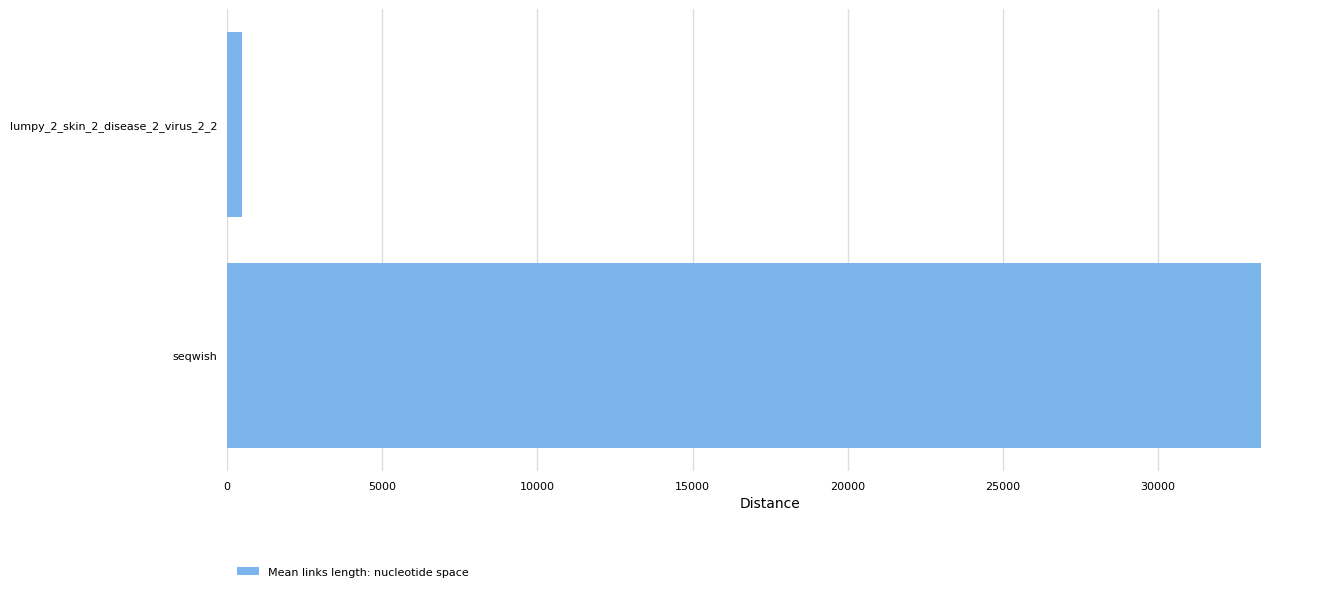 lumpy_2_skin_2_disease_2_virus_2_2
seqwish
0 5000 10000 15000 20000 25000 30000
Distance
Mean links length: nucleotide space